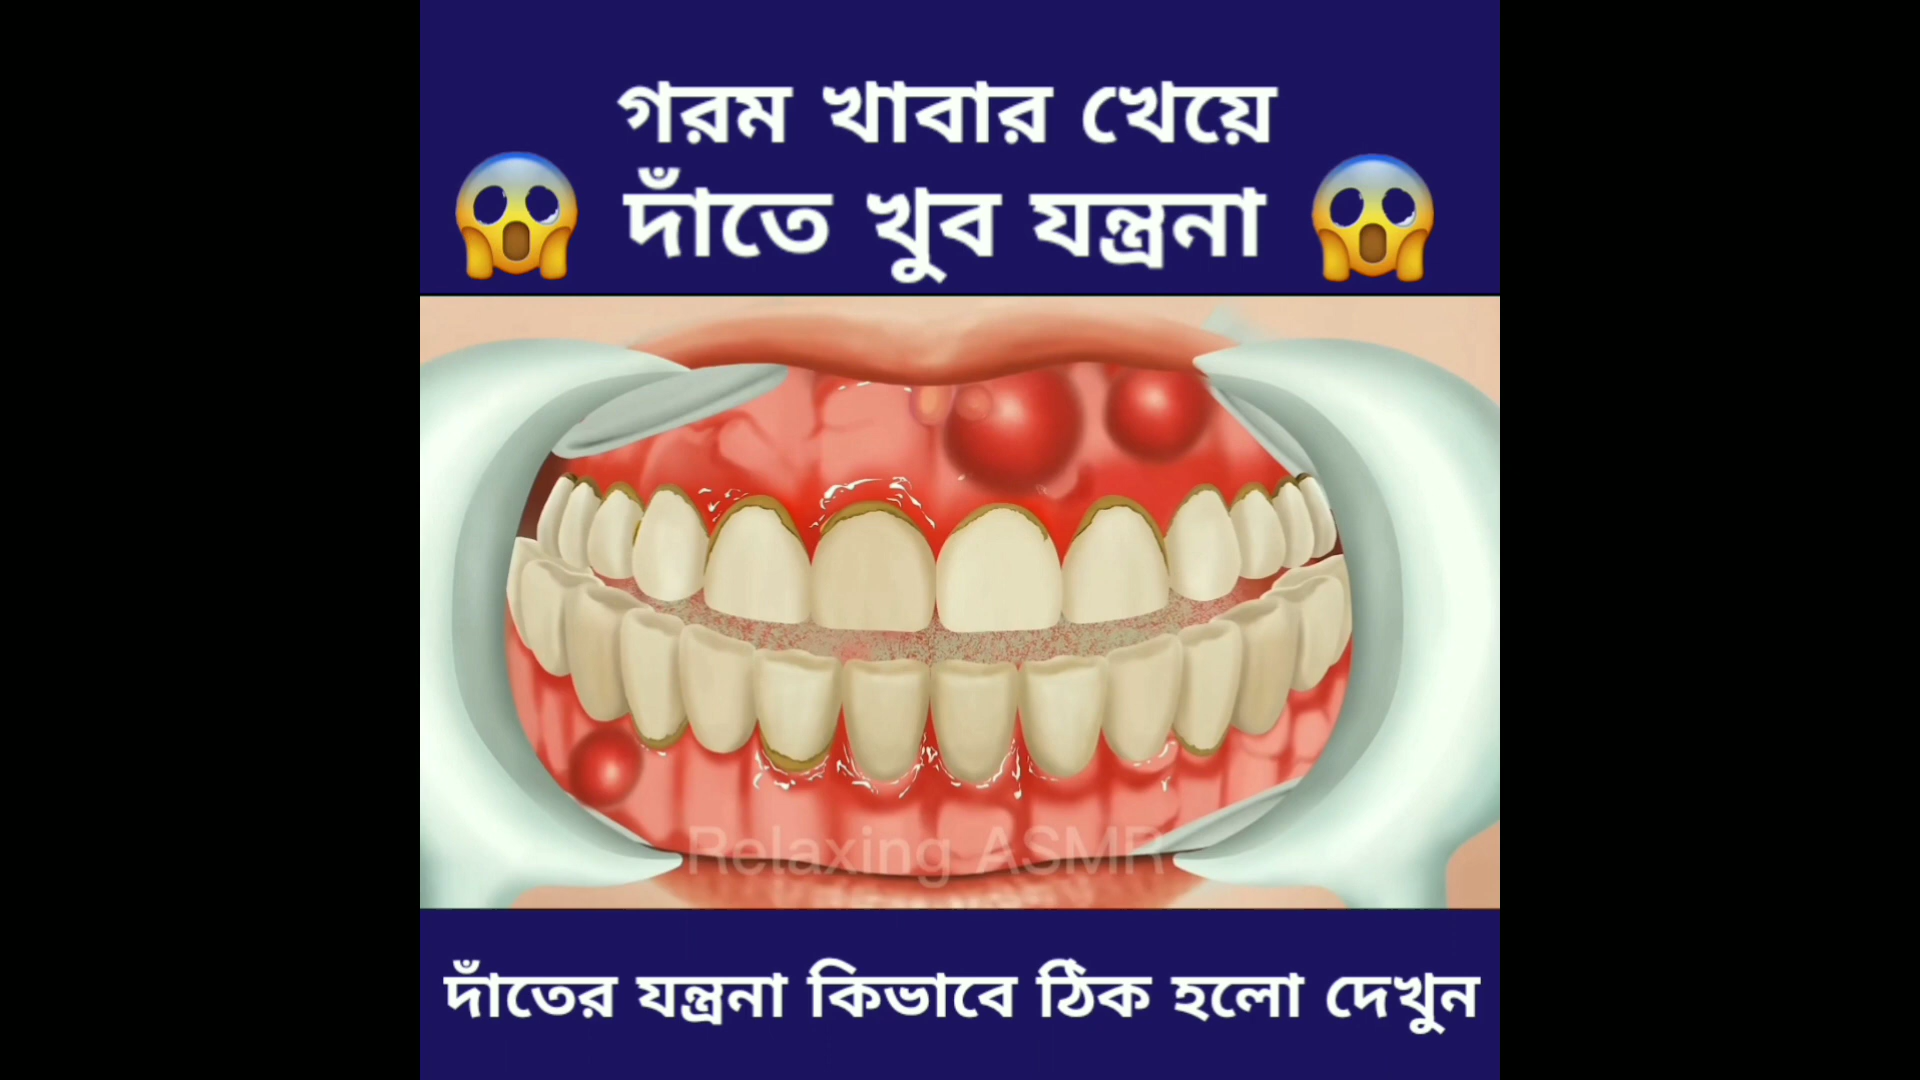 গরম খাবার খেয়ে
দাঁতে খুব যন্ত্রনা
Relaxing ASMR
দাঁতের যন্ত্রনা কিভাবে ঠিক হলো দেখুন